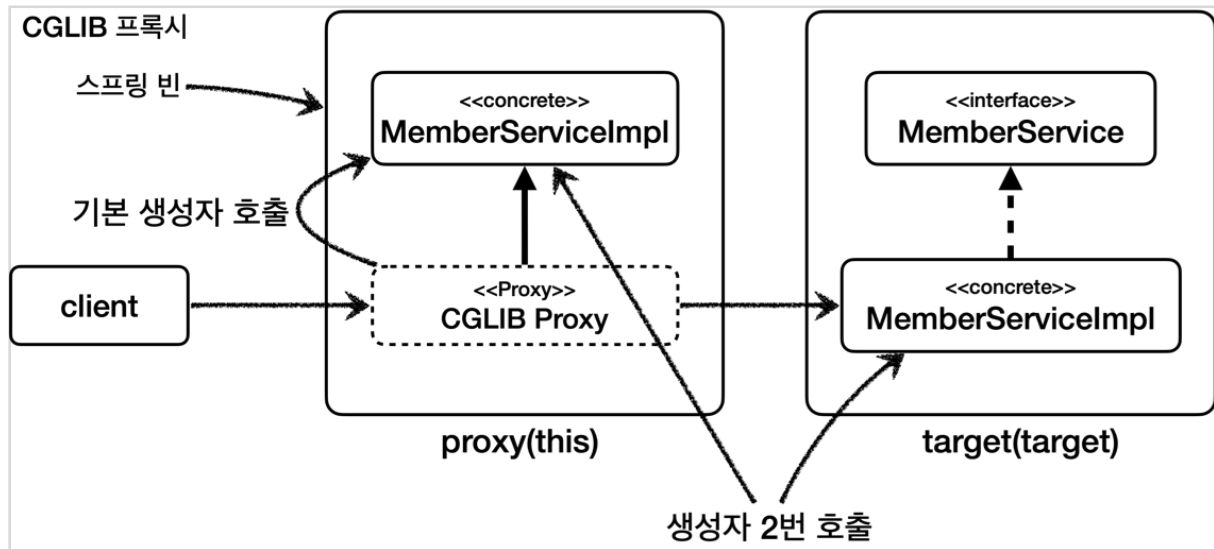 CGLIB 프록시
스프링 빈
<<concrete>>
MemberServiceImpl
<<interface>>
MemberService
기본 생성자 호출
client
<<Proxy>>
CGLIB Proxy
<<concrete>>
MemberServiceImpl
proxy(this)
target(target)
생성자 2번 호출